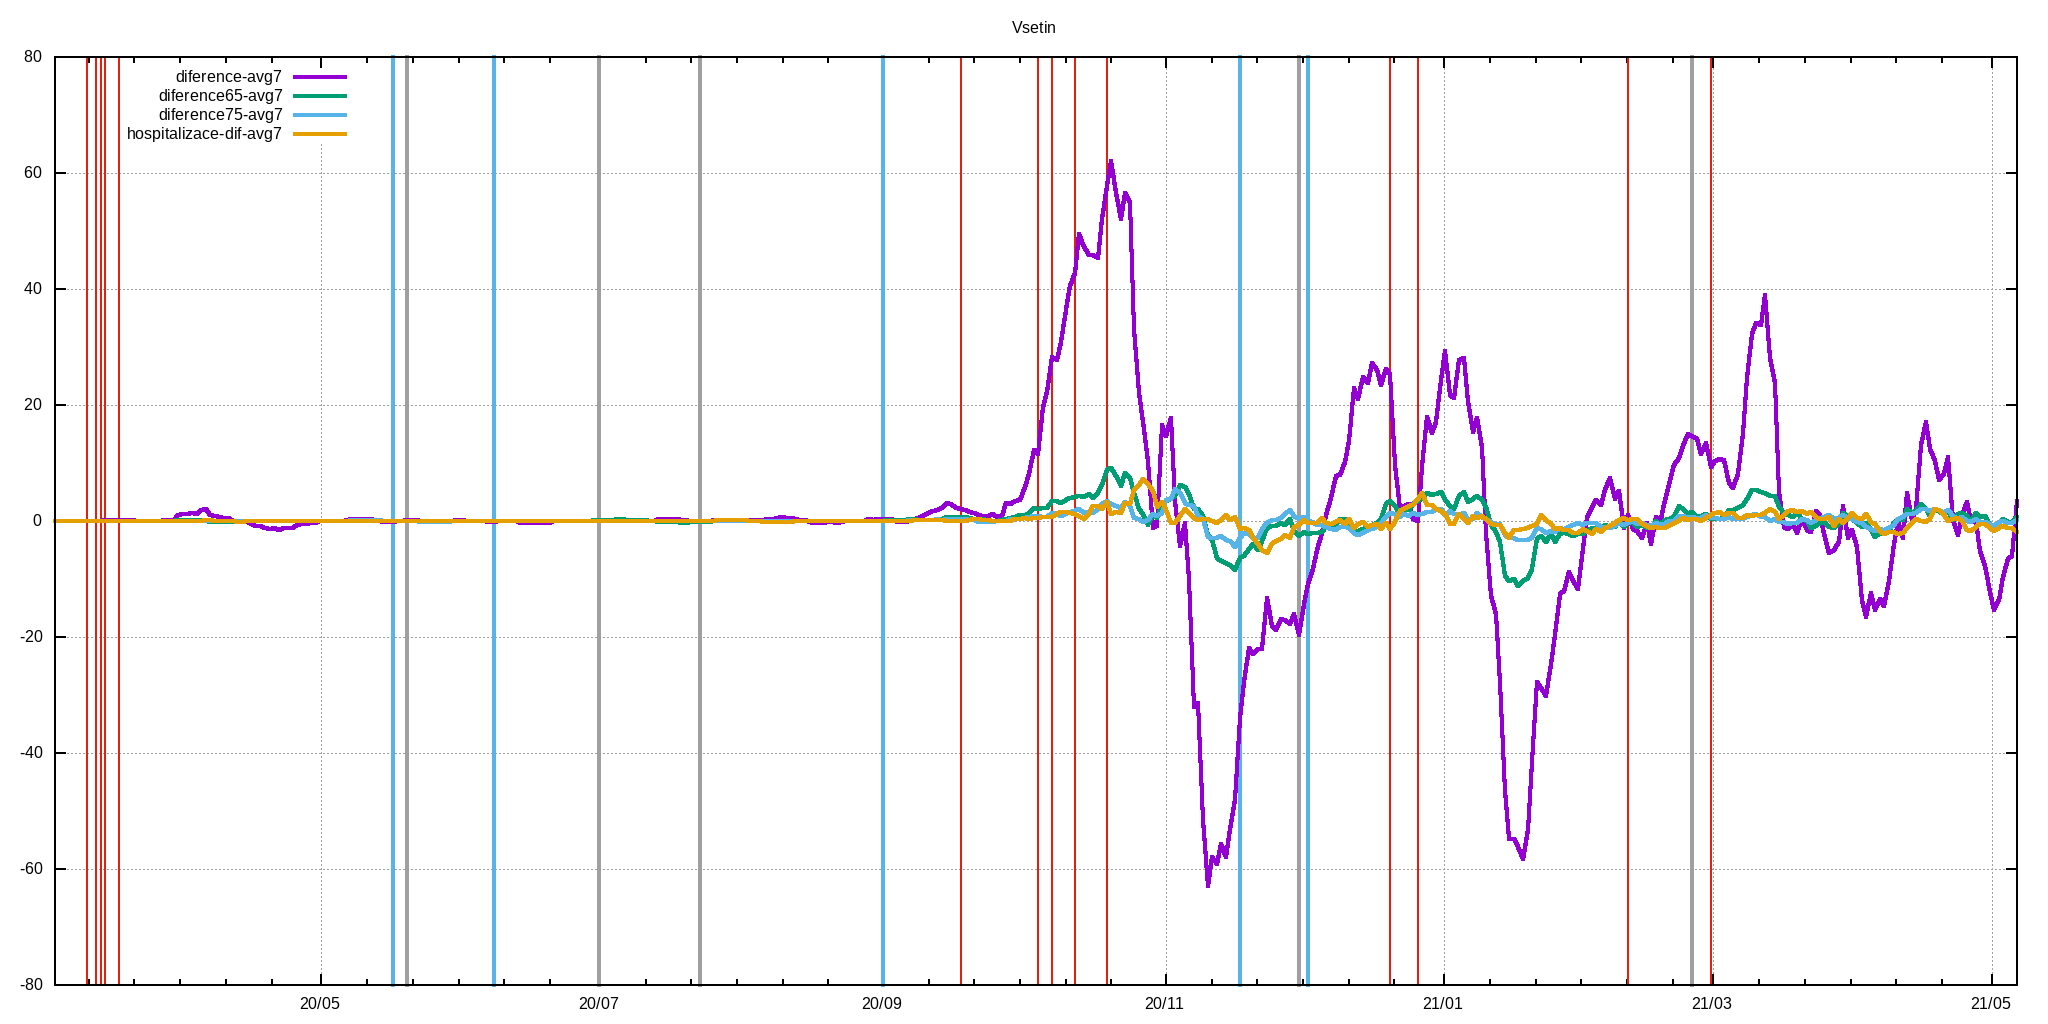 Vsetin
diference-avg7
diference65-avg7
diference75-avg7
hospitalizace-dif-avg7
80
60
40
20
0
-20
-40
-60
-80
20/05 20/07 20/09 20/11 21/01 21/03 21/05